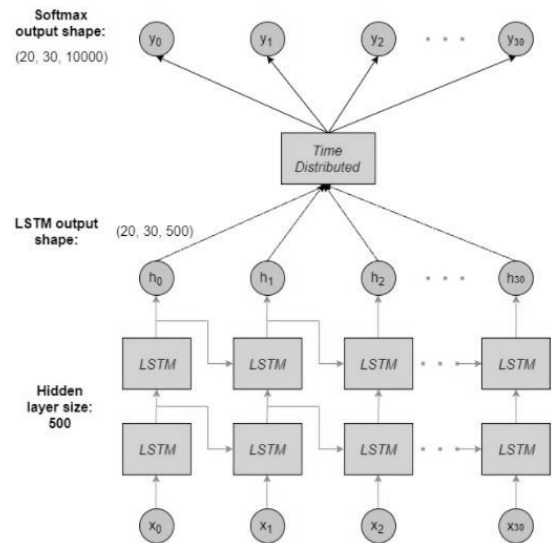 Softmax
output shape:
(20, 30, 10000)
y0 y1 y2 y30
Time
Distributed
LSTM output
shape:
(20, 30, 500)
h0 h1 h2 h30
LSTM LSTM LSTM LSTM
Hidden
layer size:
500
LSTM LSTM LSTM LSTM
x0 x1 x2 x30